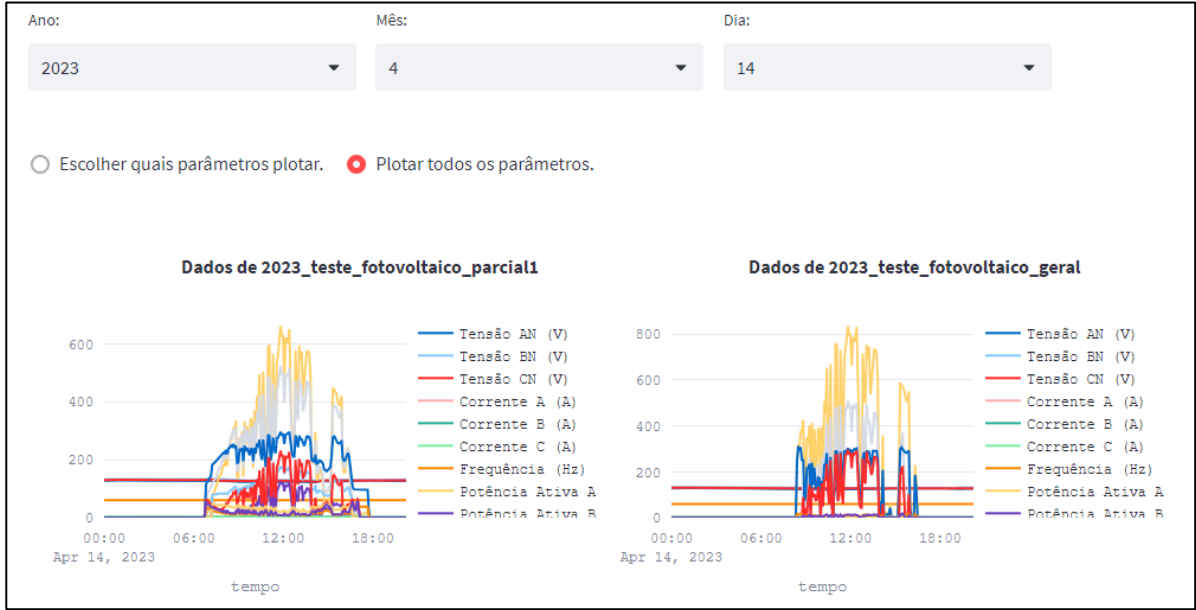 Ano: Mês: Dia:
2023 4 14
Escolher quais parâmetros plotar. Plotar todos os parâmetros.
Dados de 2023_teste_fotovoltaico_parcial1
600
400
200
0
00:00 06:00 12:00 18:00
Apr 14, 2023
tempo
Tensão AN (V)
Tensão BN (V)
Tensão CN (V)
Corrente A (A)
Corrente B (A)
Corrente C (A)
Frequência (Hz)
Potência Ativa A
Potência Ativa B
Dados de 2023_teste_fotovoltaico_geral
800
600
400
200
0
00:00 06:00 12:00 18:00
Apr 14, 2023
tempo
Tensão AN (V)
Tensão BN (V)
Tensão CN (V)
Corrente A (A)
Corrente B (A)
Corrente C (A)
Frequência (Hz)
Potência Ativa A
Potência Ativa B